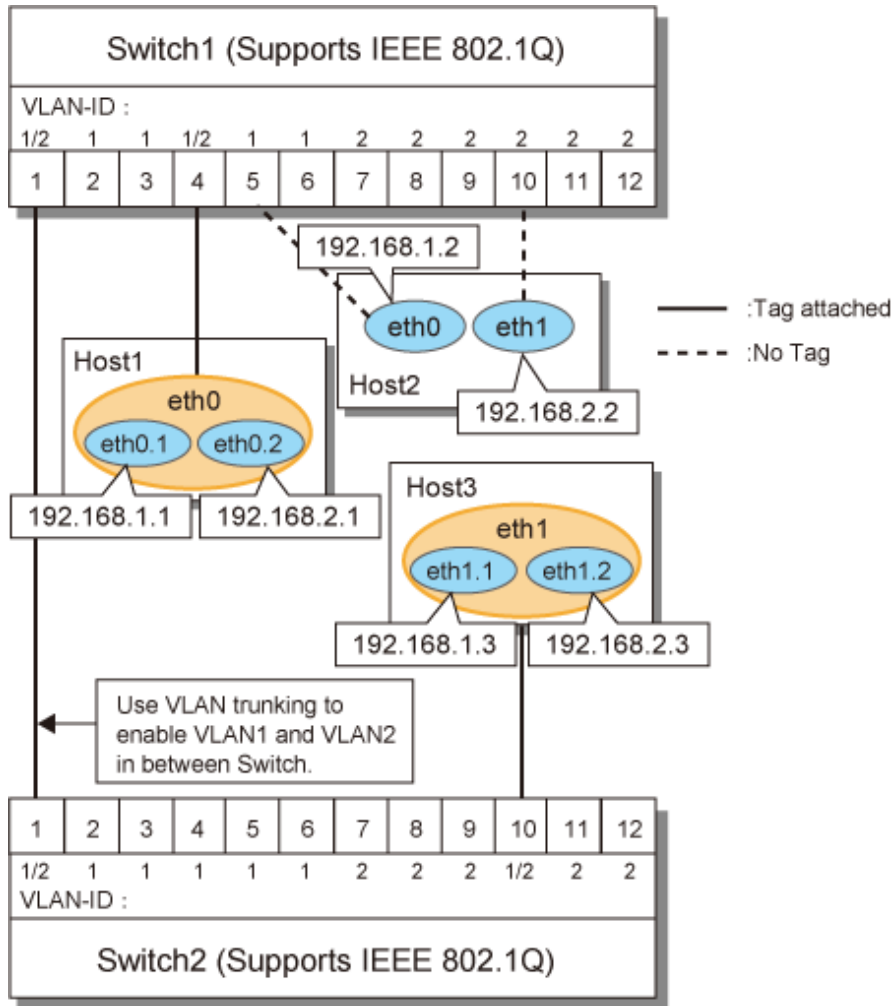 Switch1 (Supports IEEE 802.1Q)
VLAN-ID :
1/2 1 1 1/2 1 1 2 2 2 2 2 2
1 2 3 4 5 6 7 8 9 10 11 12
192.168.1.2
eth0 eth1
Host2
192.168.2.2
:Tag attached
:No Tag
Host1
eth0
eth0.1 eth0.2
192.168.1.1 192.168.2.1
Host3
eth1
eth1.1 eth1.2
192.168.1.3 192.168.2.3
Use VLAN trunking to
enable VLAN1 and VLAN2
in between Switch.
1 2 3 4 5 6 7 8 9 10 11 12
1/2 1 1 1 1 1 2 2 2 1/2 2 2
VLAN-ID :
Switch2 (Supports IEEE 802.1Q)